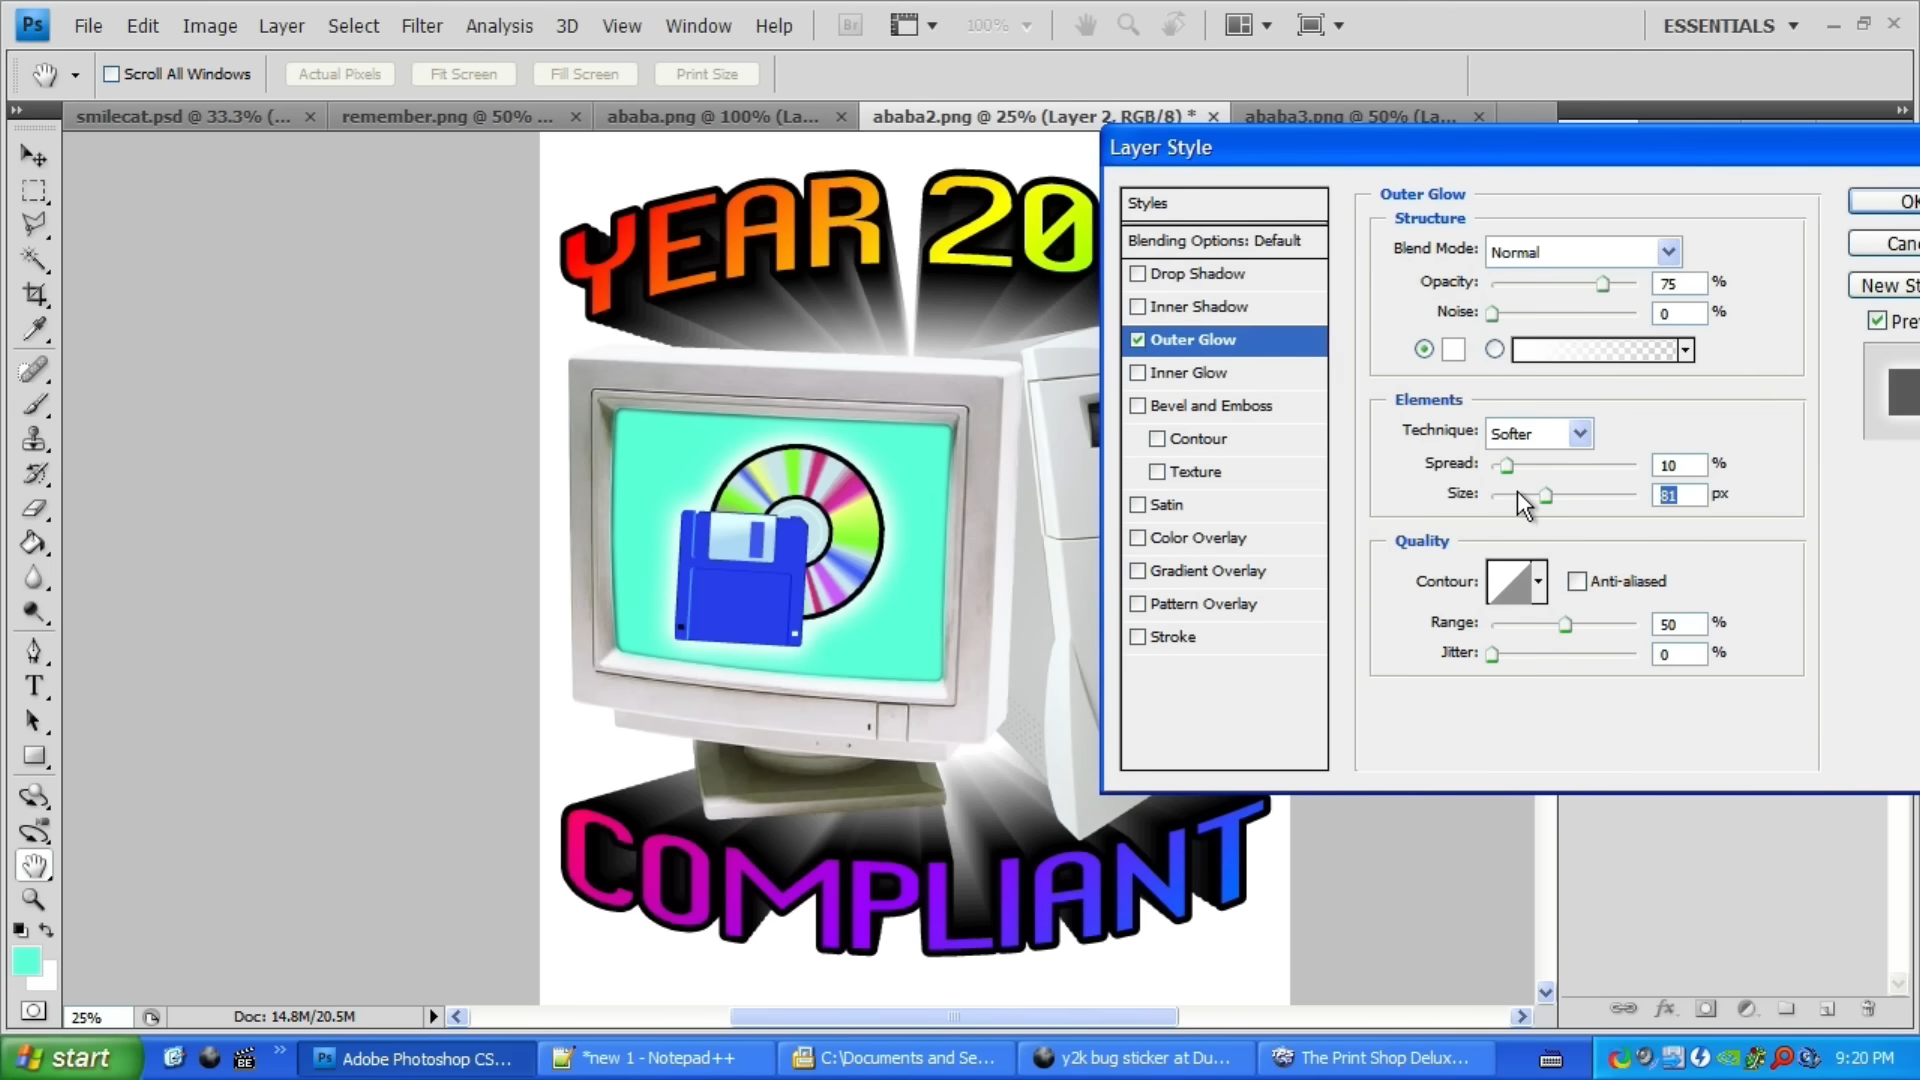 Ps File Edit Image Layer Select Filter Analysis 3D View Window Help Br 100% ESSENTIALS
Scroll All Windows Actual Pixels Fit Screen Fill Screen Print Size
smilecat.psd @ 33.3% (... remember.png @ 50% ... ababa.png @ 100% (La... ababa2.png @ 25% (Layer 2, RGB/8) * ababa3.png @ 50% (La...
YEAR 20
COMPLIANT
Layer Style
Styles
Blending Options: Default
Drop Shadow
Inner Shadow
Outer Glow
Inner Glow
Bevel and Emboss
Contour
Texture
Satin
Color Overlay
Gradient Overlay
Pattern Overlay
Stroke
Outer Glow
Structure
Blend Mode: Normal
Opacity: 75 %
Noise: 0 %
Elements
Technique: Softer
Spread: 10 %
Size: 81 px
Quality
Contour: Anti-aliased
Range: 50 %
Jitter: 0 %
OK
Canc
New St
Prev
25% Doc: 14.8M/20.5M fx
start BE Ps Adobe Photoshop CS... *new 1 - Notepad++ C:\Documents and Se... y2k bug sticker at Du... The Print Shop Delux... 9:20 PM